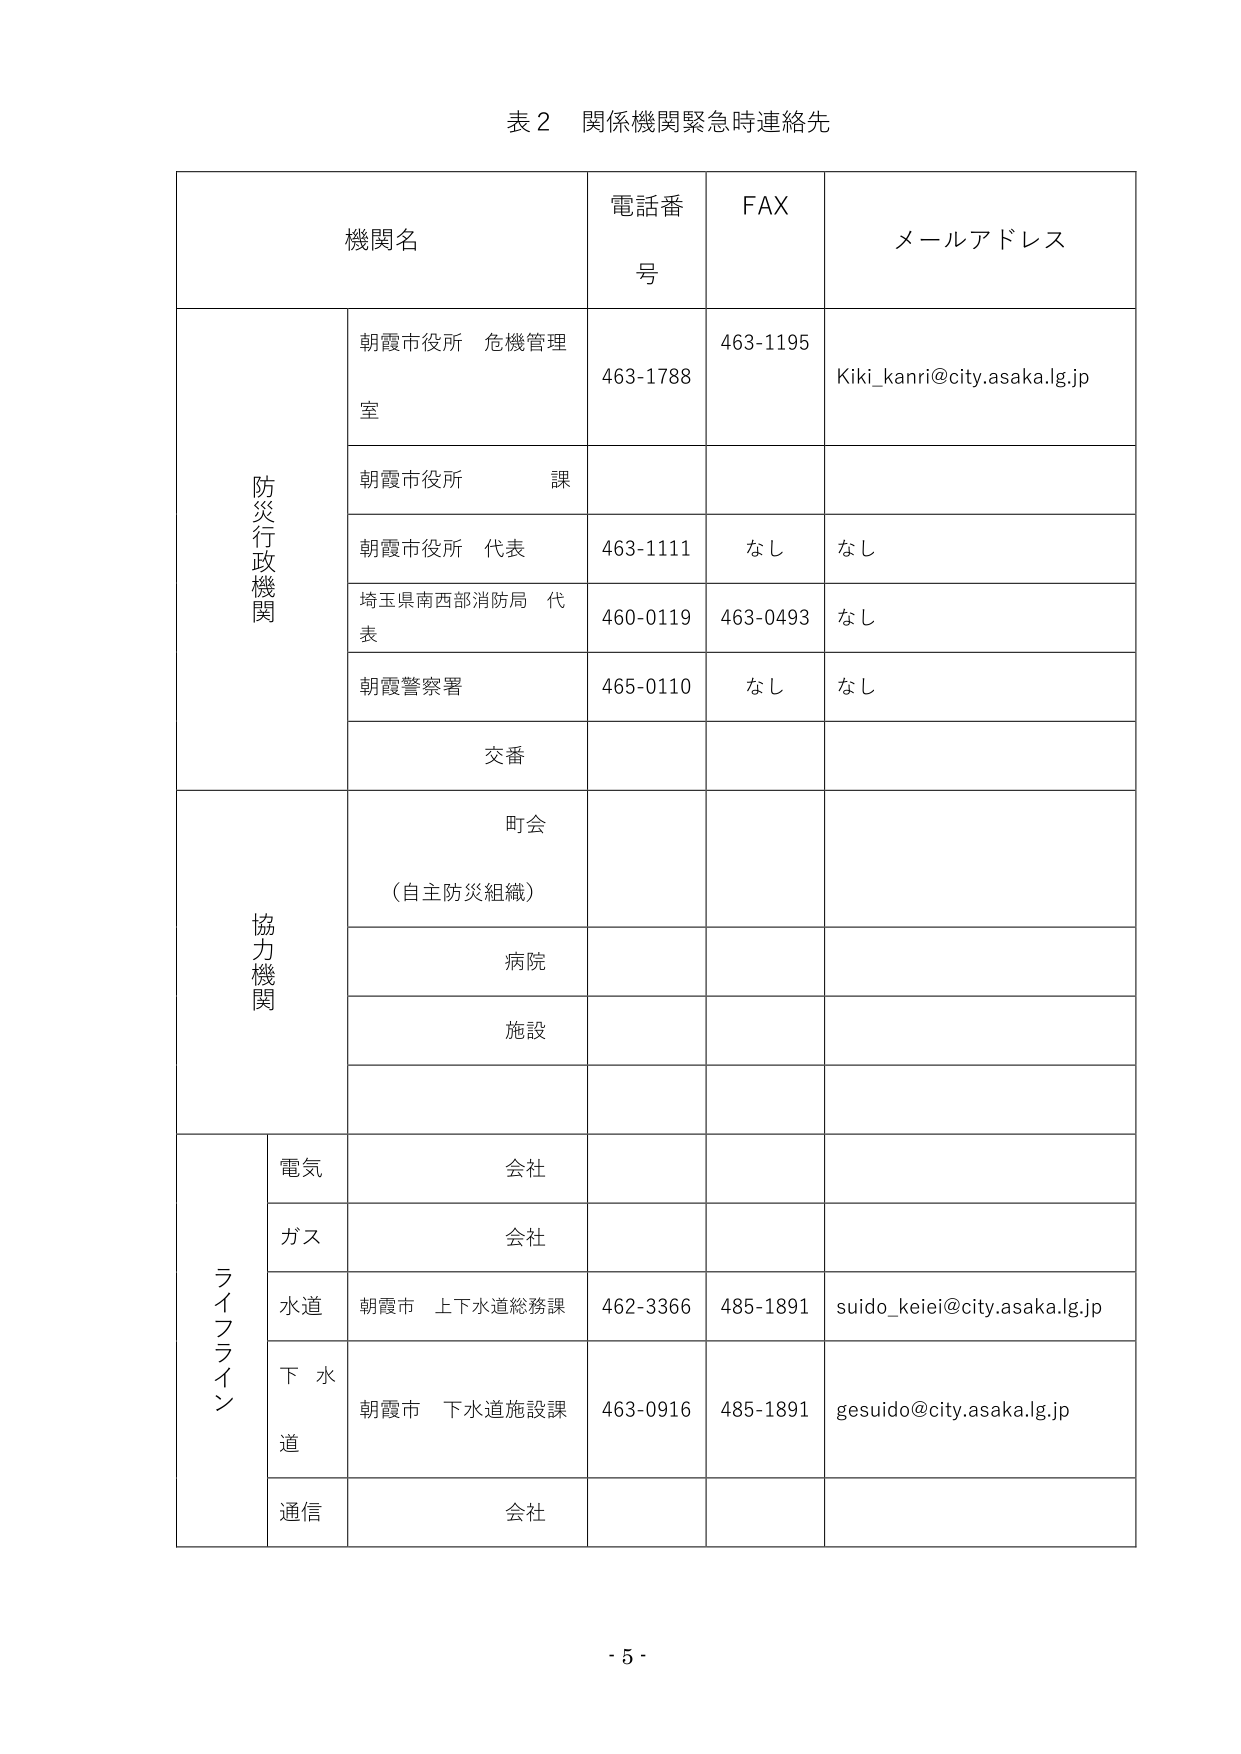 表２　関係機関緊急時連絡先
機関名
電話番
号
FAX
メールアドレス
防災行政機関
朝霞市役所　危機管理
室
463-1788
463-1195
Kiki_kanri@city.asaka.lg.jp
朝霞市役所　　　　課
朝霞市役所　代表
463-1111
なし
なし
埼玉県南西部消防局　代
表
460-0119
463-0493
なし
朝霞警察署
465-0110
なし
なし
交番
協力機関
町会
（自主防災組織）
病院
施設
ライフライン
電気
会社
ガス
会社
水道
朝霞市　上下水道総務課
462-3366
485-1891
suido_keiei@city.asaka.lg.jp
下水
道
朝霞市　下水道施設課
463-0916
485-1891
gesuido@city.asaka.lg.jp
通信
会社
- 5 -